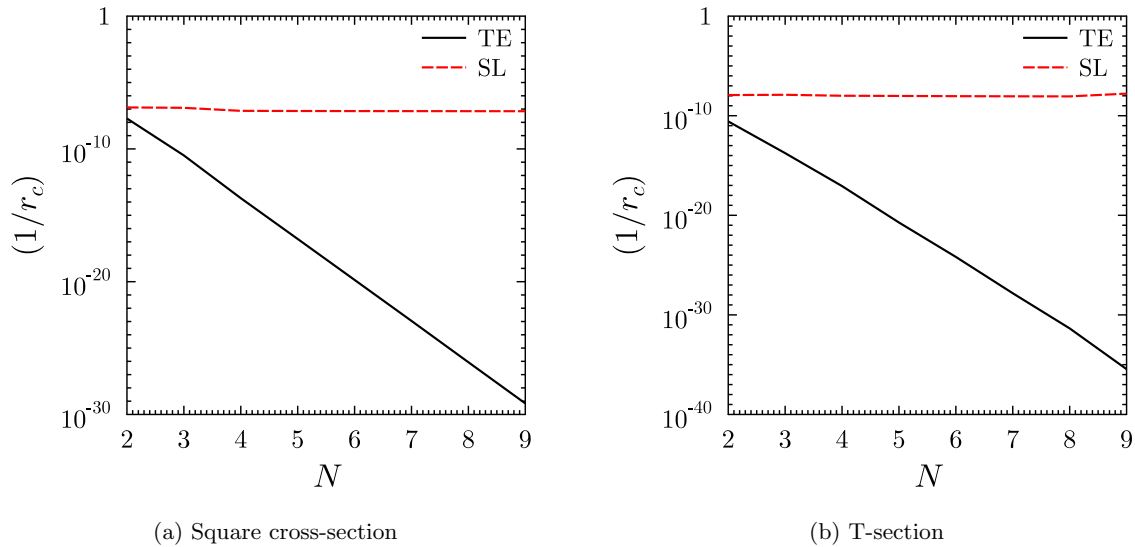 1
10^-10
10^-20
10^-30
(1/r_c)
2 3 4 5 6 7 8 9
N
TE
SL
(a) Square cross-section
1
10^-10
10^-20
10^-30
10^-40
(1/r_c)
2 3 4 5 6 7 8 9
N
TE
SL
(b) T-section